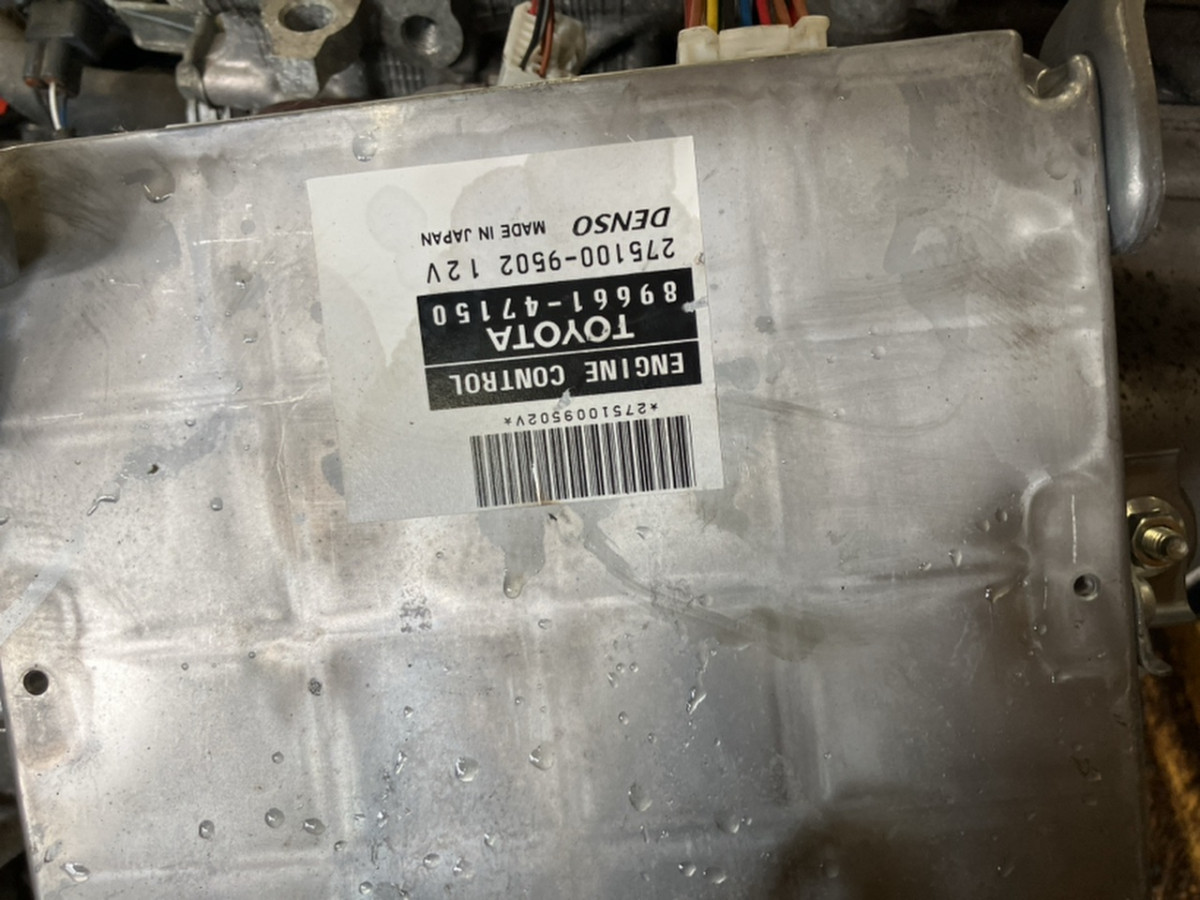 *2751009502V*
ENGINE CONTROL
TOYOTA
89661-47150
275100-9502 12V
DENSO MADE IN JAPAN